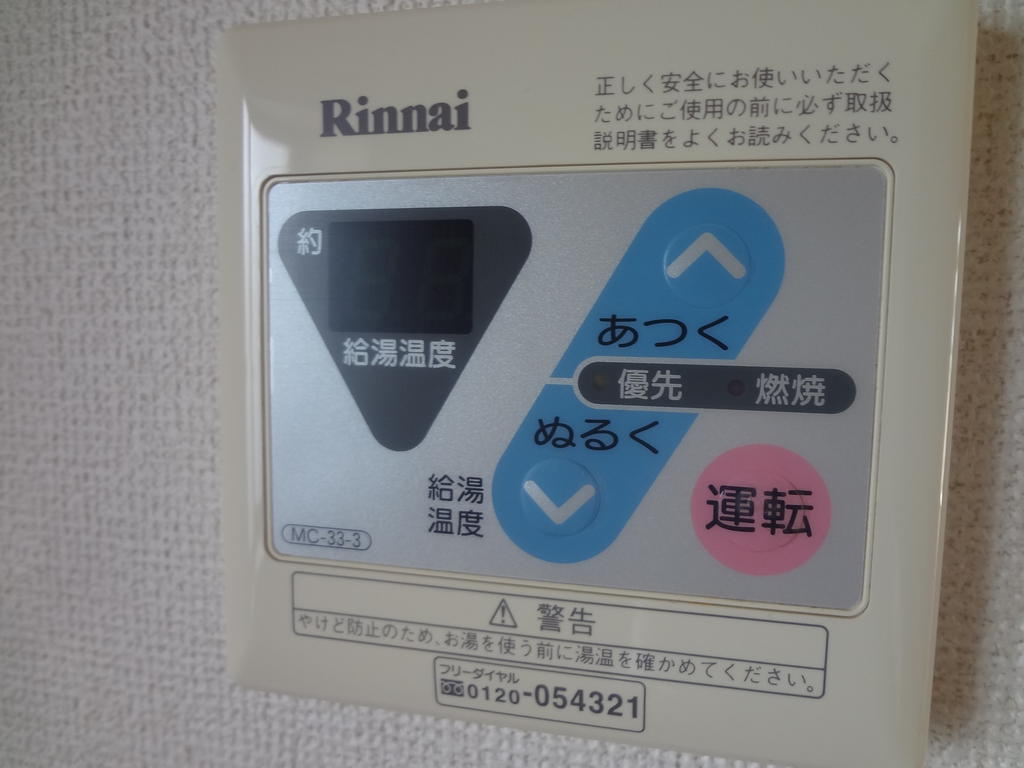 Rinnai
正しく安全にお使いいただく
ためにご使用の前に必ず取扱
説明書をよくお読みください。
約
給湯温度
あつく
優先 燃焼
ぬるく
給湯
温度
運転
MC-33-3
警告
やけど防止のため、お湯を使う前に湯温を確かめてください。
フリーダイヤル
0120-054321